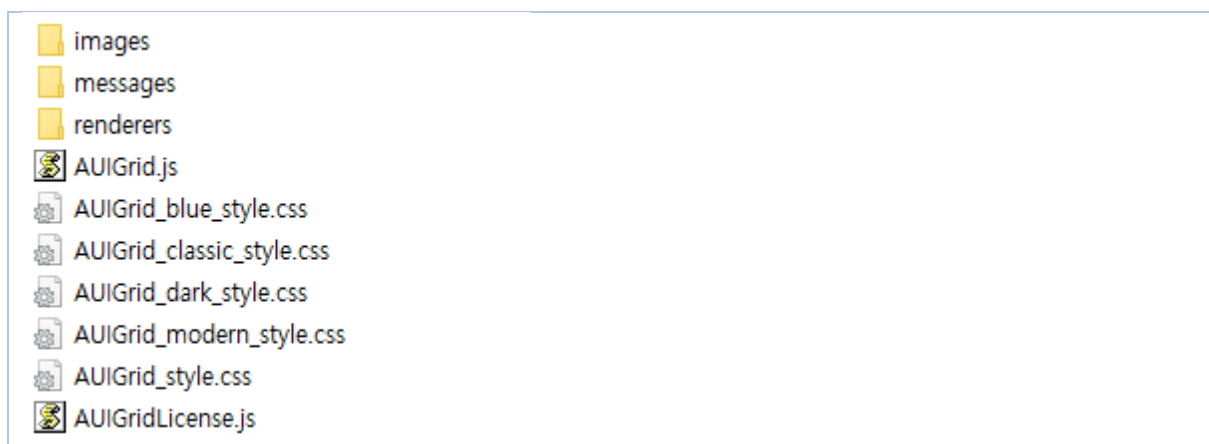 images
messages
renderers
AUIGrid.js
AUIGrid_blue_style.css
AUIGrid_classic_style.css
AUIGrid_dark_style.css
AUIGrid_modern_style.css
AUIGrid_style.css
AUIGridLicense.js